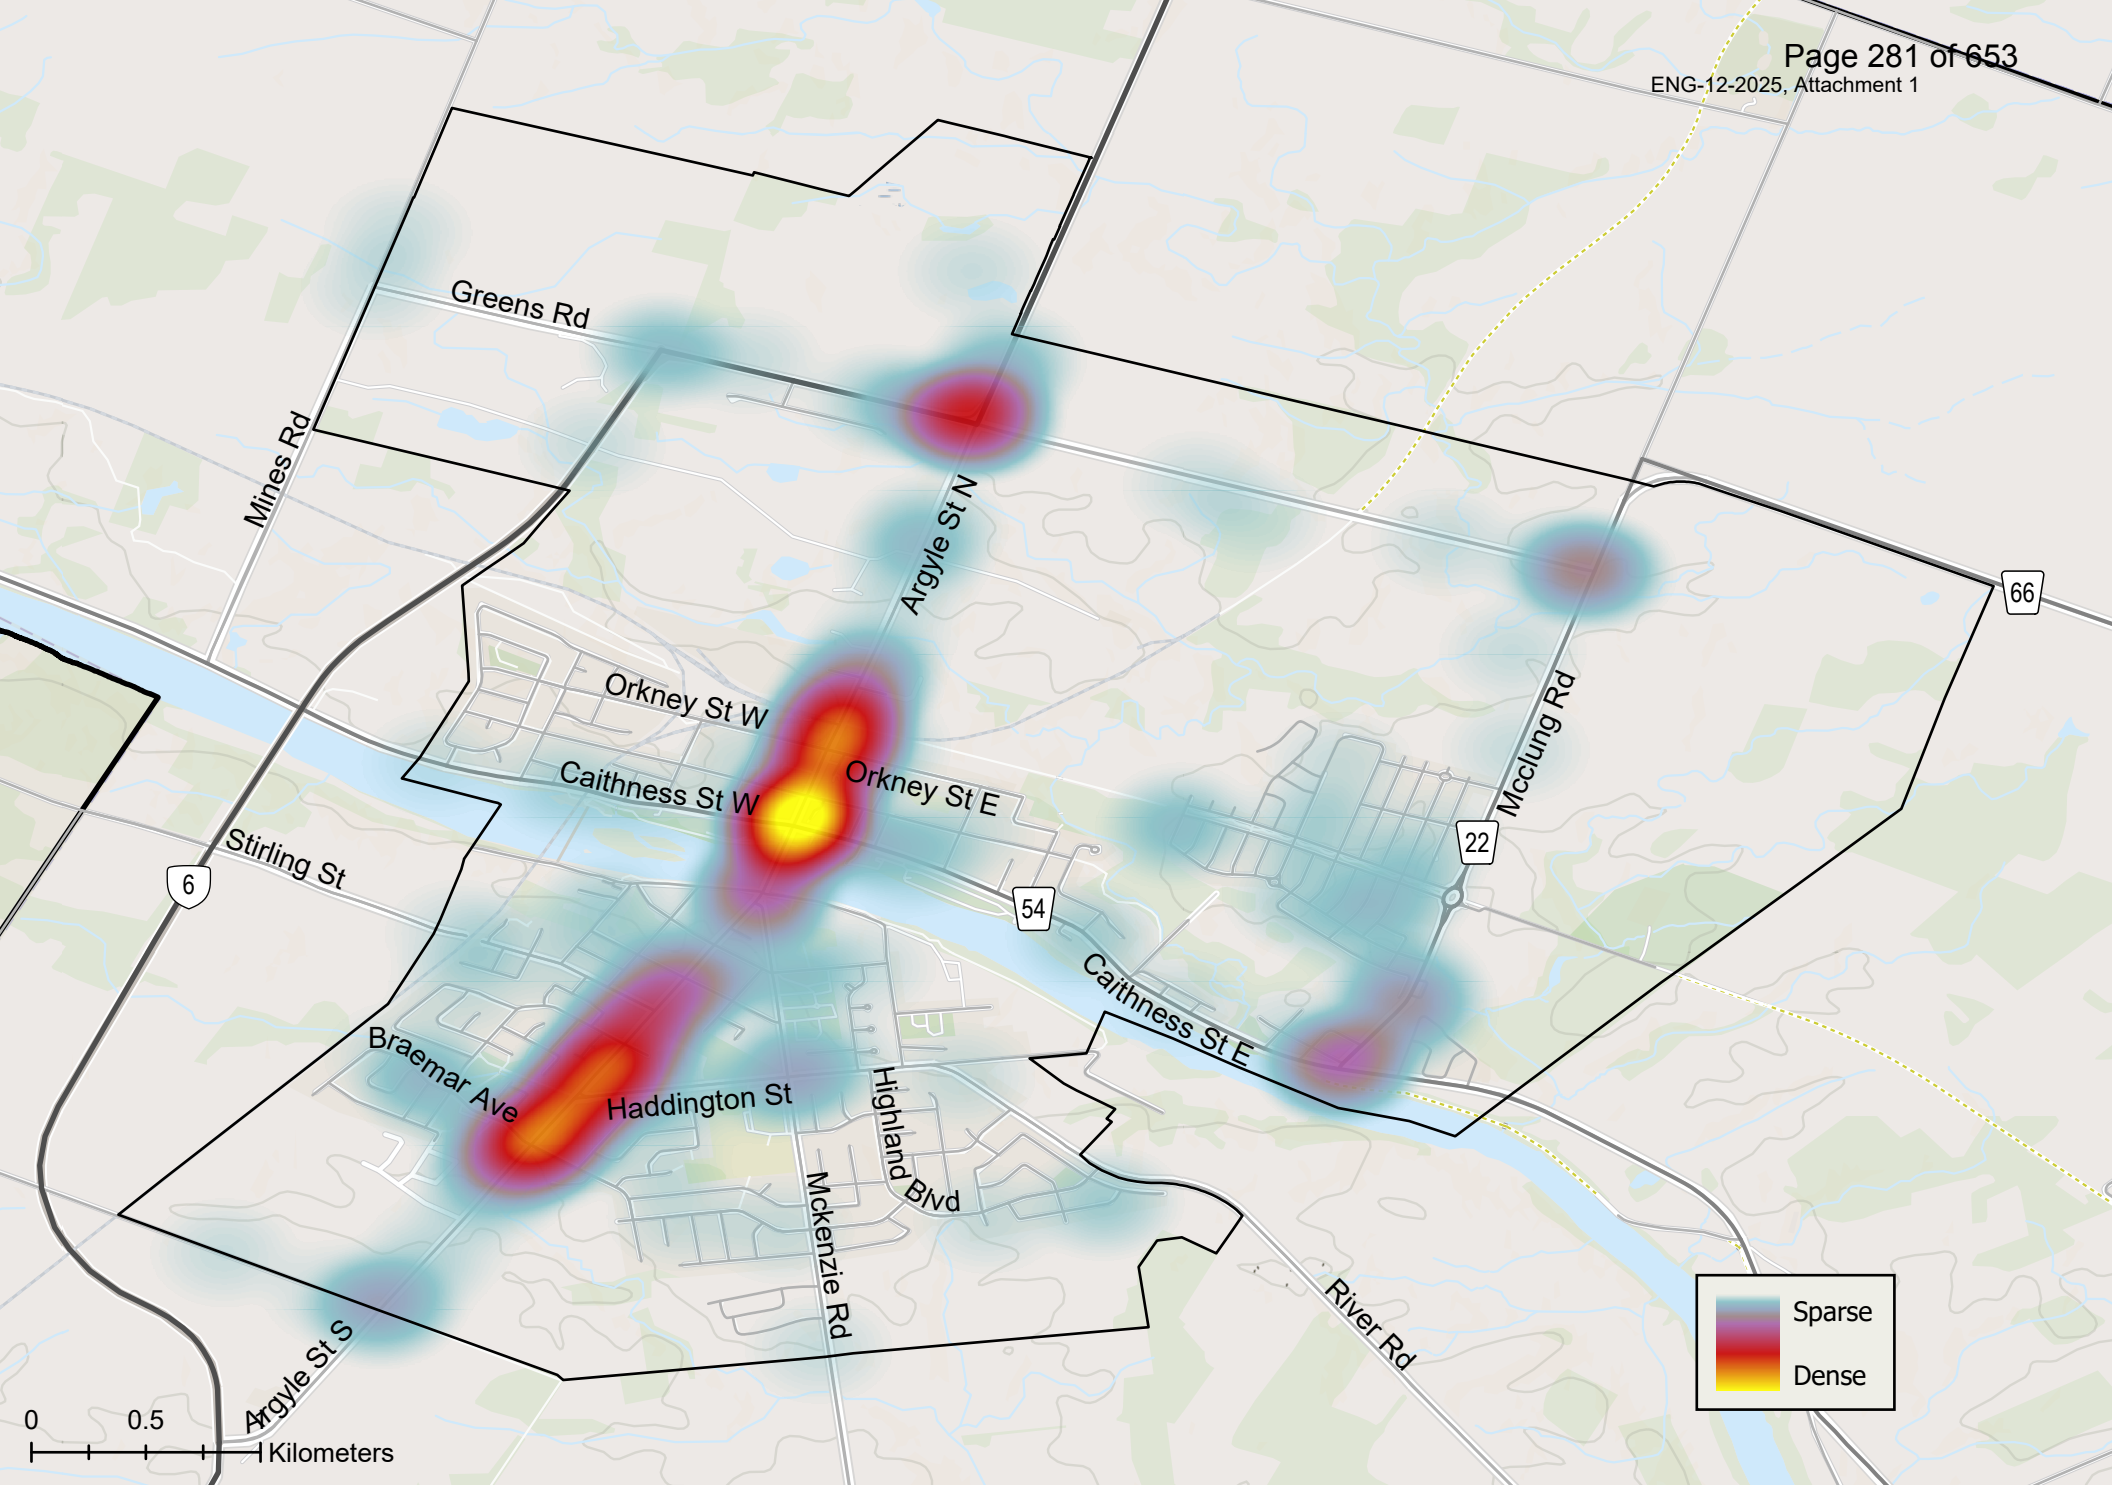 Page 281 of 653
ENG-12-2025, Attachment 1
Greens Rd
Mines Rd
Argyle St N
66
Orkney St W
Mcclung Rd
Caithness St W
Orkney St E
22
Stirling St
6
54
Caithness St E
Braemar Ave
Haddington St
Highland Blvd
Mckenzie Rd
River Rd
Argyle St S
Sparse
Dense
0 0.5
Kilometers